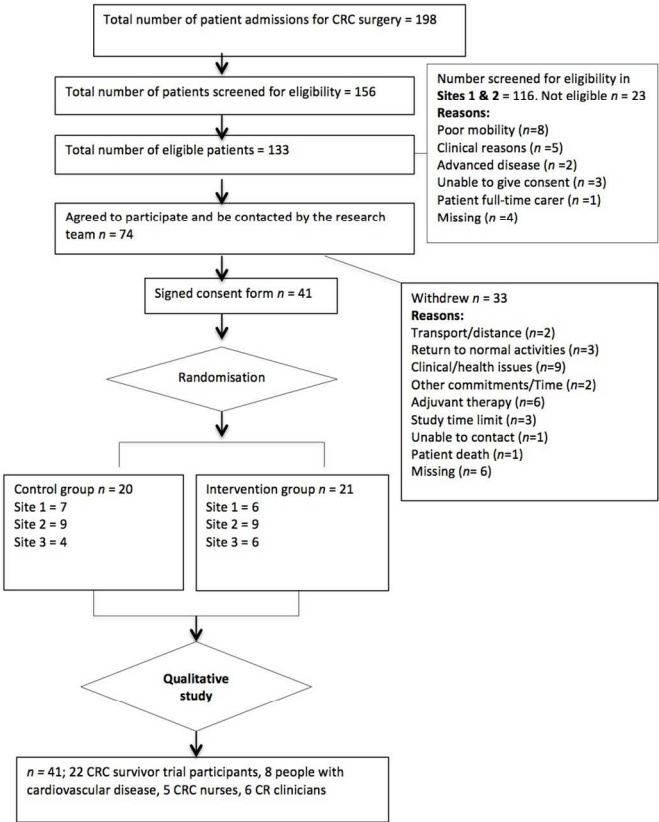 Total number of patient admissions for CRC surgery = 198
Total number of patients screened for eligibility = 156
Number screened for eligibility in
Sites 1 & 2 = 116. Not eligible n = 23
Reasons:
Poor mobility (n=8)
Clinical reasons (n=5)
Advanced disease (n=2)
Unable to give consent (n=3)
Patient full-time carer (n=1)
Missing (n=4)
Total number of eligible patients = 133
Agreed to participate and be contacted by the research
team n = 74
Signed consent form n = 41
Withdrew n = 33
Reasons:
Transport/distance (n=2)
Return to normal activities (n=3)
Clinical/health issues (n=9)
Other commitments/Time (n=2)
Adjuvant therapy (n=6)
Study time limit (n=3)
Unable to contact (n=1)
Patient death (n=1)
Missing (n= 6)
Randomisation
Control group n = 20
Site 1 = 7
Site 2 = 9
Site 3 = 4
Intervention group n = 21
Site 1 = 6
Site 2 = 9
Site 3 = 6
Qualitative
study
n = 41; 22 CRC survivor trial participants, 8 people with
cardiovascular disease, 5 CRC nurses, 6 CR clinicians